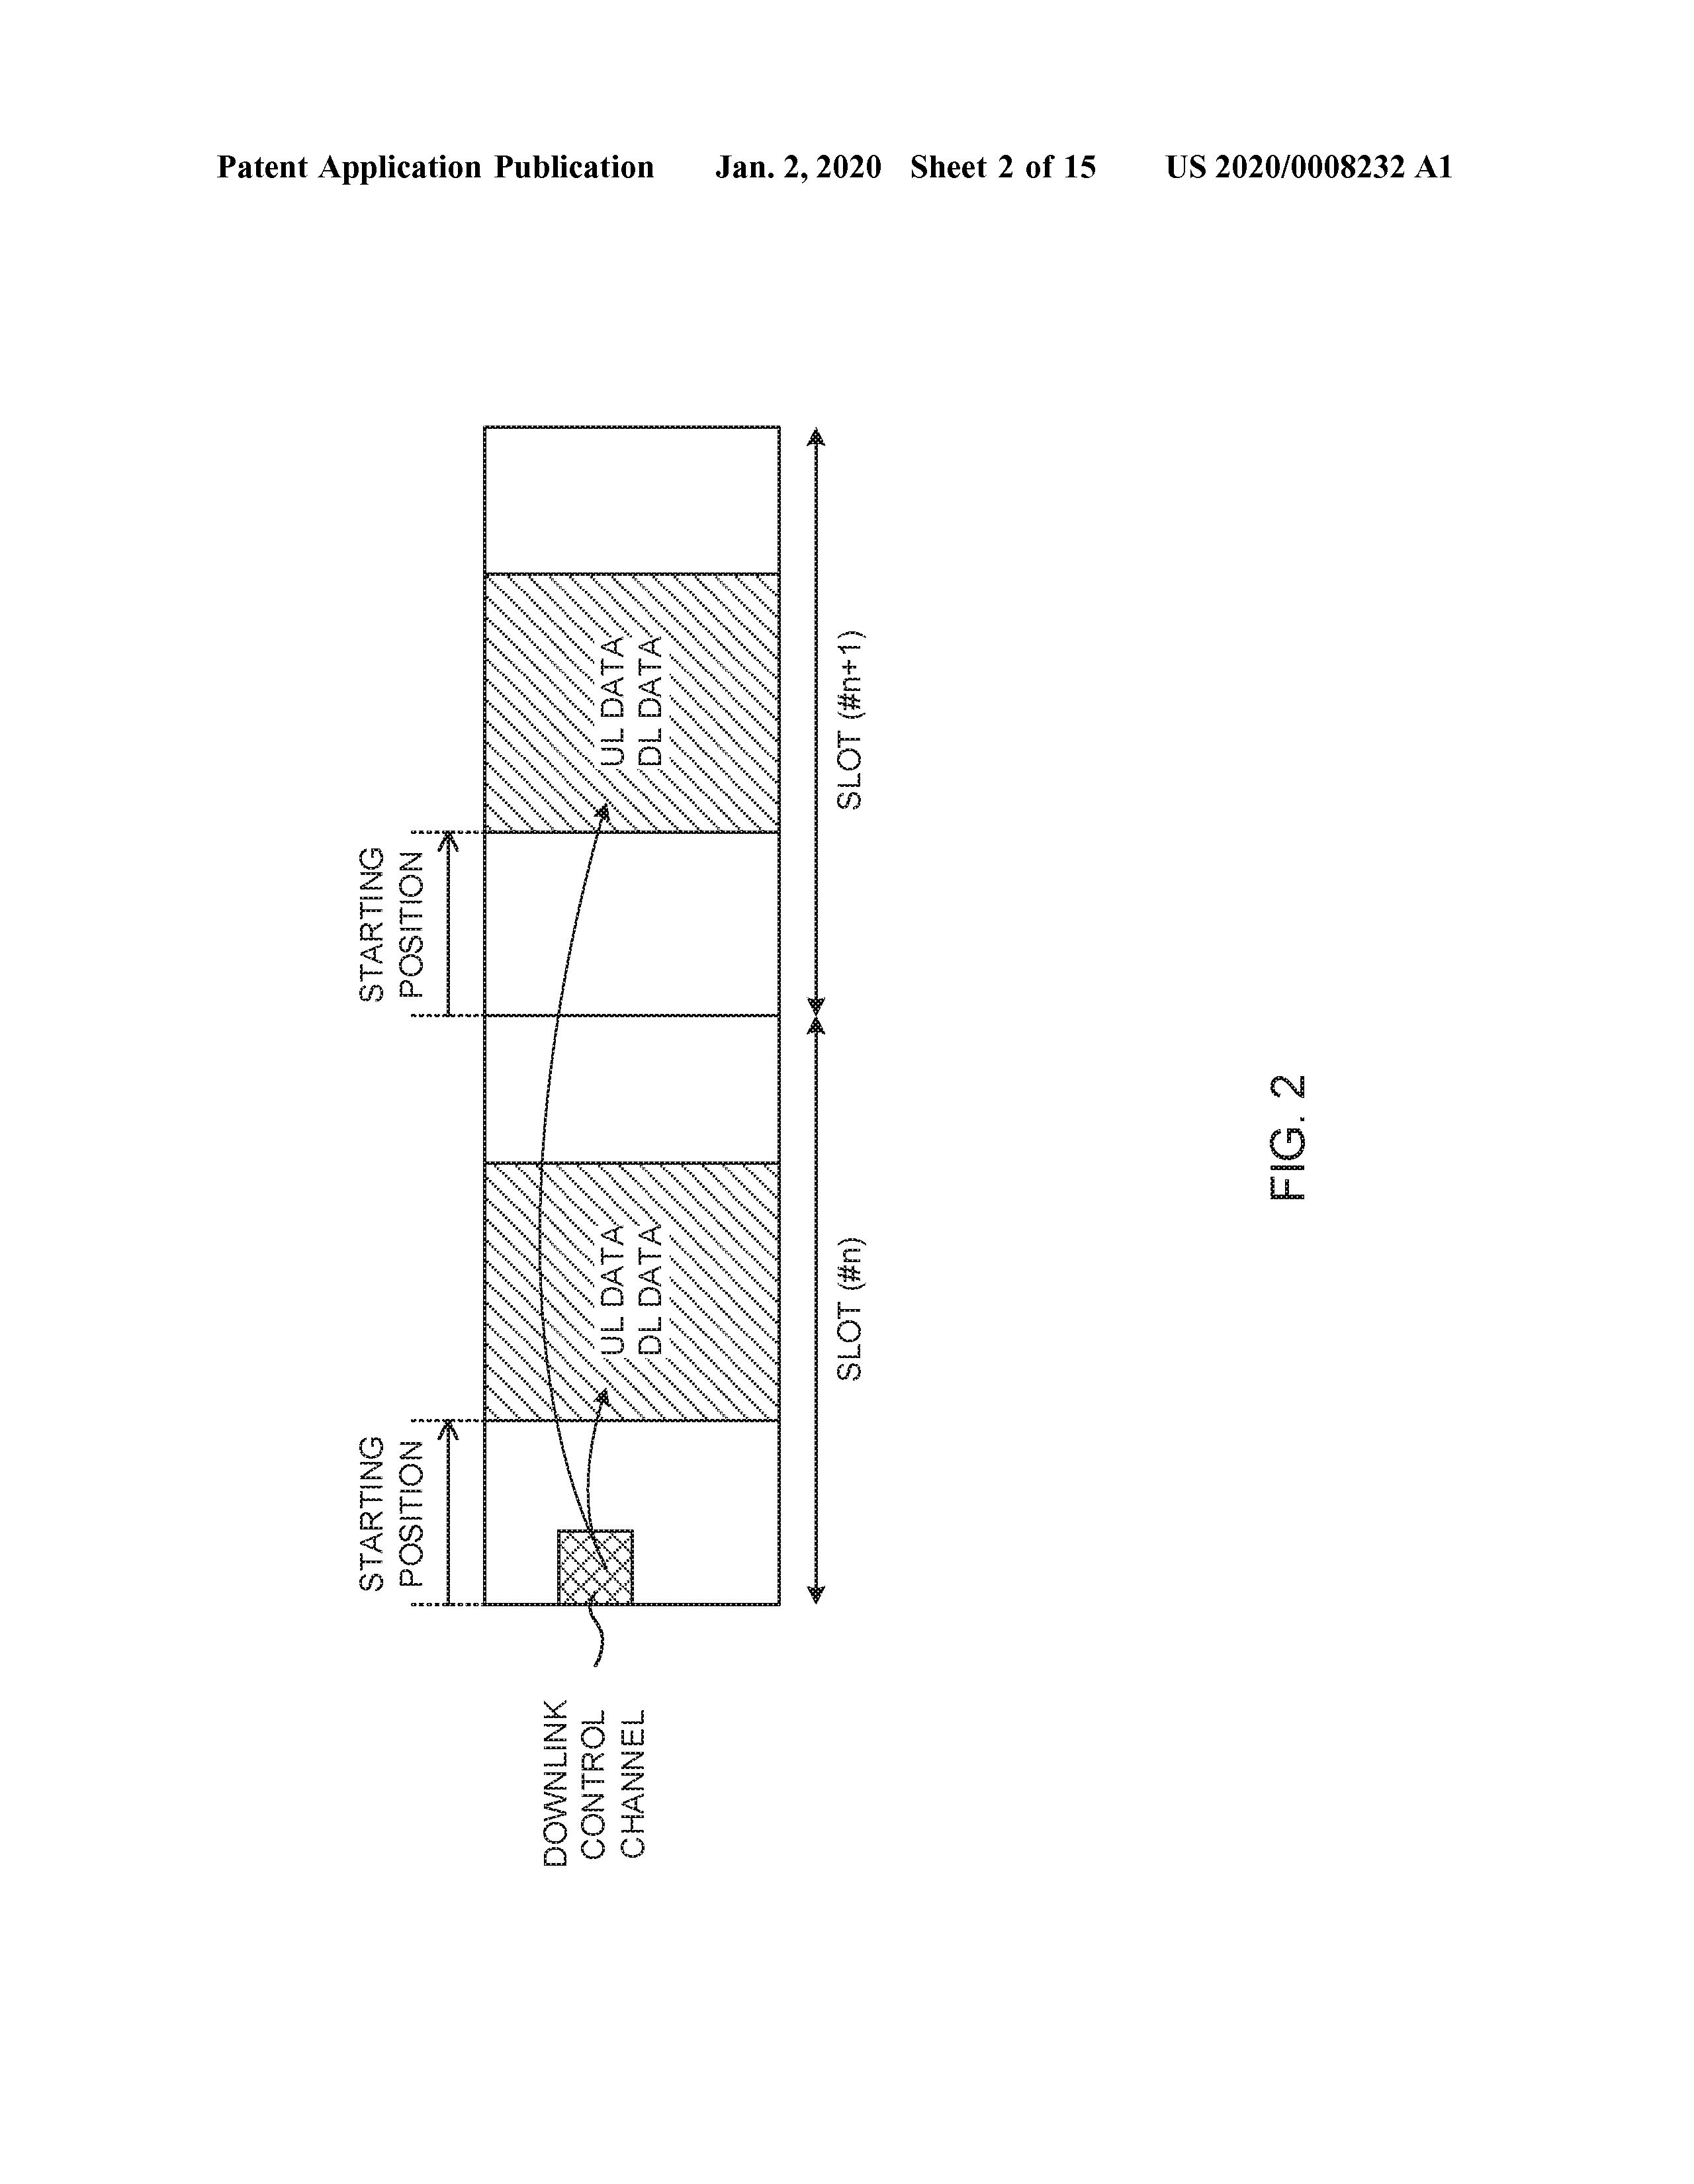 Patent Application Publication Jan. 2, 2020 Sheet 2 of 15 US 2020/0008232 A1
STARTING
POSITION
STARTING
POSITION
DOWNLINK
CONTROL
CHANNEL
UL DATA
DL DATA
UL DATA
DL DATA
SLOT (#n)
SLOT (#n+1)
FIG. 2